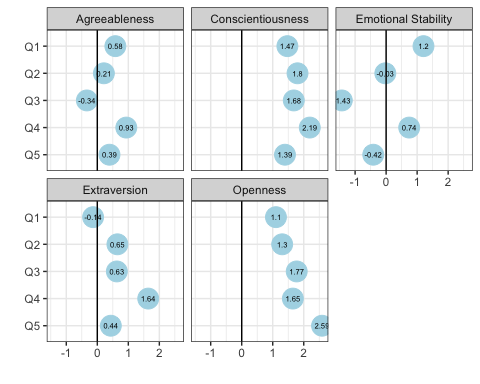 Agreeableness Conscientiousness Emotional Stability
Q1 0.58 1.47 1.2
Q2 0.21 1.8 -0.03
Q3 -0.34 1.68 1.43
Q4 0.93 2.19 0.74
Q5 0.39 1.39 -0.42
-1 0 1 2
Extraversion Openness
Q1 -0.14 1.1
Q2 0.65 1.3
Q3 0.63 1.77
Q4 1.64 1.65
Q5 0.44 2.59
-1 0 1 2 -1 0 1 2